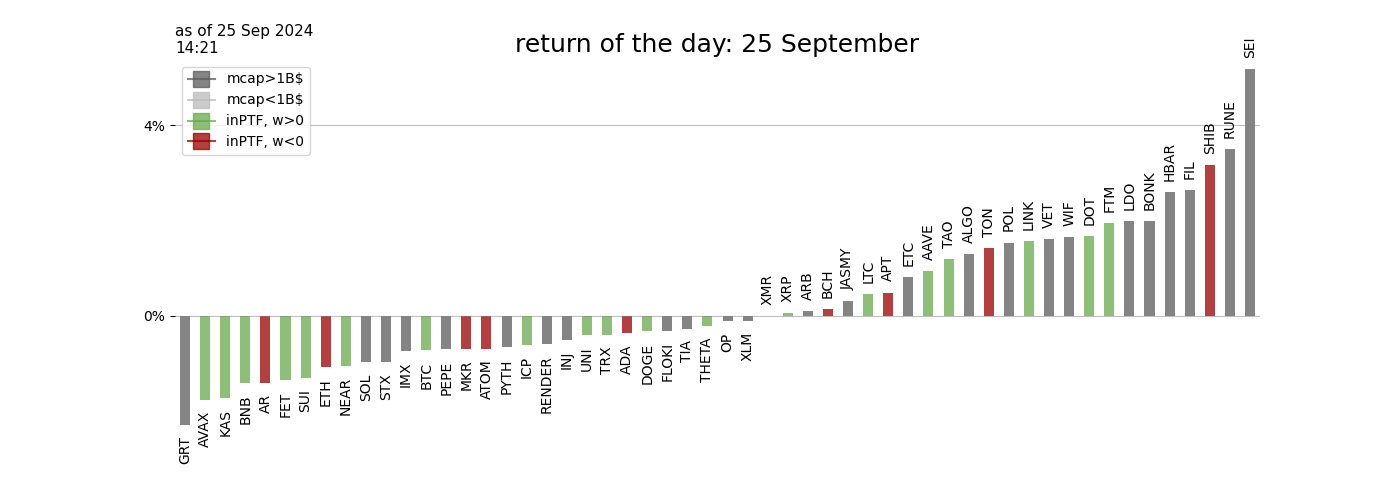 as of 25 Sep 2024
14:21
return of the day: 25 September
mcap>1B$
mcap<1B$
inPTF, w>0
inPTF, w<0
4%
0%
GRT
AVAX
KAS
BNB
AR
FET
SUI
ETH
NEAR
SOL
STX
IMX
BTC
PEPE
MKR
ATOM
PYTH
ICP
RENDER
INJ
UNI
TRX
ADA
DOGE
FLOKI
TIA
THETA
OP
XLM
XMR
XRP
ARB
BCH
JASMY
LTC
APT
ETC
AAVE
TAO
ALGO
TON
POL
LINK
VET
WIF
DOT
FTM
LDO
BONK
HBAR
FIL
SHIB
RUNE
SEI